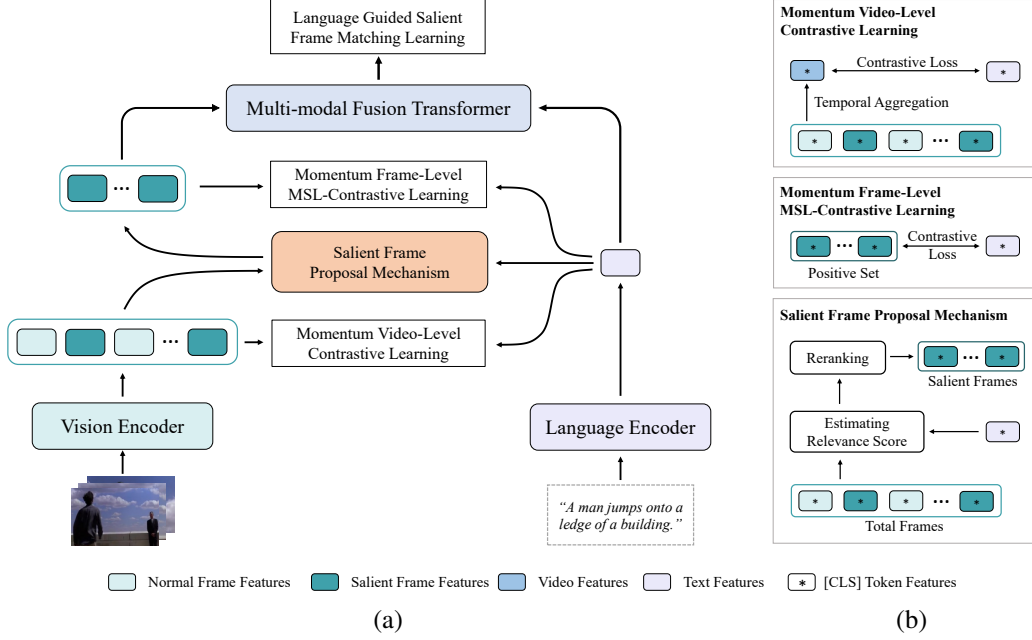 Language Guided Salient
Frame Matching Learning
Multi-modal Fusion Transformer
Momentum Frame-Level
MSL-Contrastive Learning
Salient Frame
Proposal Mechanism
Momentum Video-Level
Contrastive Learning
Vision Encoder
Language Encoder
“A man jumps onto a
ledge of a building.”
Momentum Video-Level
Contrastive Learning
* Contrastive Loss *
Temporal Aggregation
* * * ··· *
Momentum Frame-Level
MSL-Contrastive Learning
* ··· * Contrastive Loss *
Positive Set
Salient Frame Proposal Mechanism
Reranking
* ··· *
Salient Frames
Estimating
Relevance Score
*
* * * ··· *
Total Frames
Normal Frame Features Salient Frame Features Video Features Text Features * [CLS] Token Features
(a) (b)